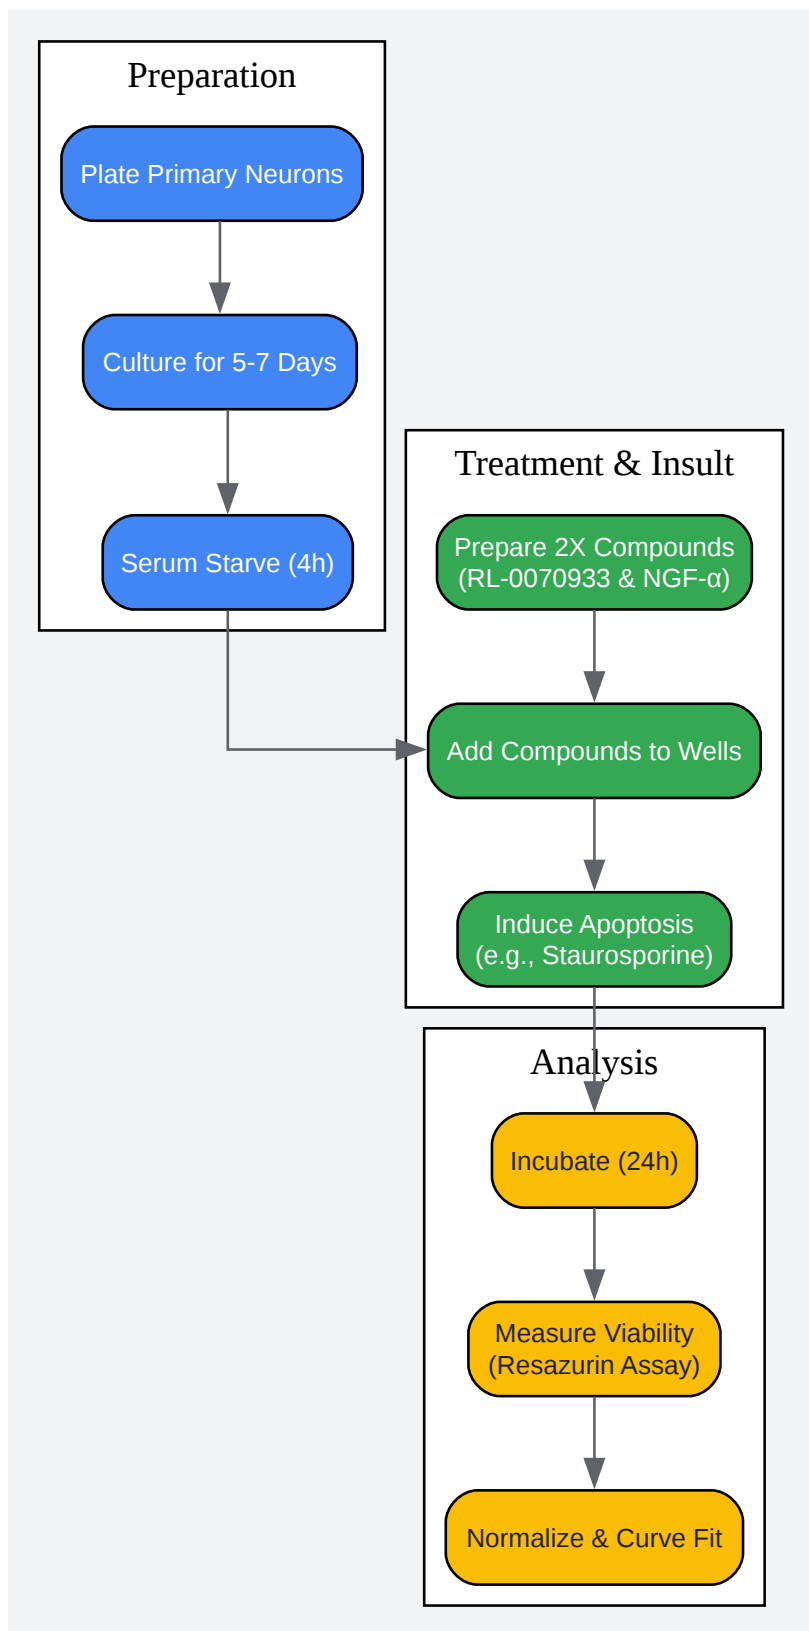 Preparation
Plate Primary Neurons
Culture for 5-7 Days
Serum Starve (4h)
Treatment & Insult
Prepare 2X Compounds
(RL-0070933 & NGF-α)
Add Compounds to Wells
Induce Apoptosis
(e.g., Staurosporine)
Analysis
Incubate (24h)
Measure Viability
(Resazurin Assay)
Normalize & Curve Fit